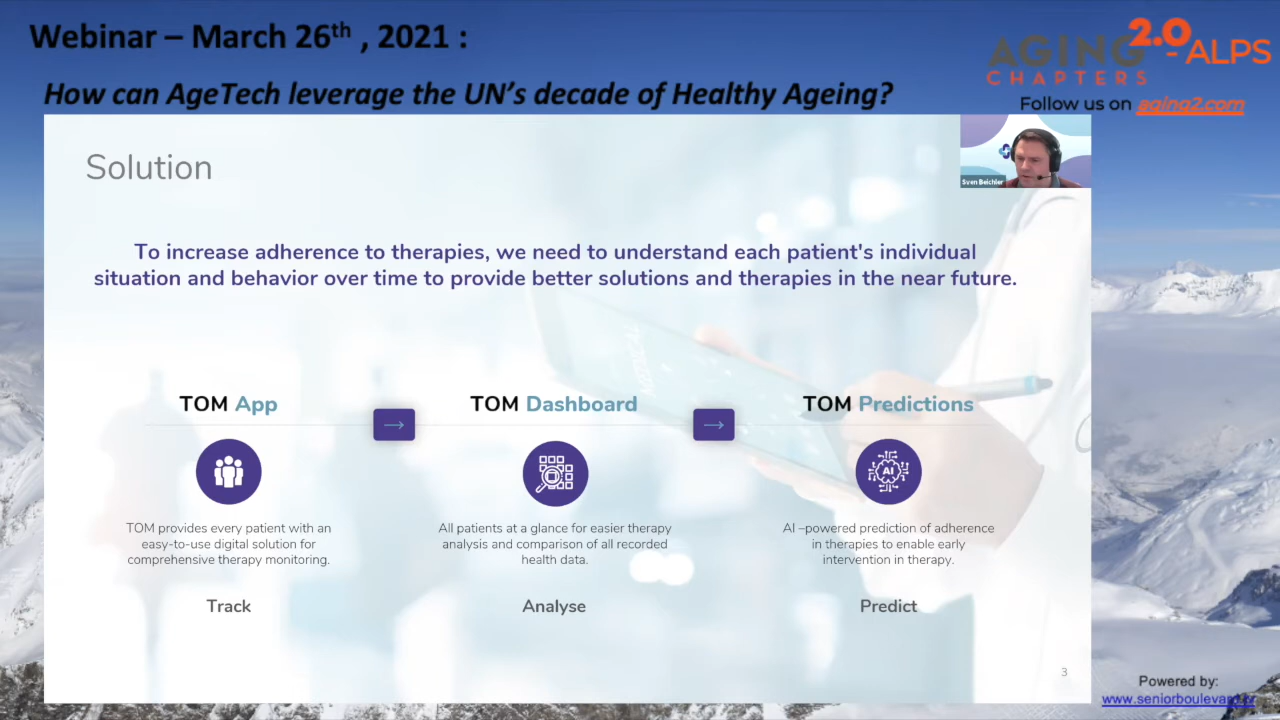 Webinar – March 26th , 2021 :
How can AgeTech leverage the UN's decade of Healthy Ageing?
AGING 2.0 - ALPS
CHAPTERS
Follow us on aging2.com
Solution
Sven Beichler
To increase adherence to therapies, we need to understand each patient's individual
situation and behavior over time to provide better solutions and therapies in the near future.
MEDICAL
TOM App
→
TOM Dashboard
→
TOM Predictions
AI
TOM provides every patient with an
easy-to-use digital solution for
comprehensive therapy monitoring.
All patients at a glance for easier therapy
analysis and comparison of all recorded
health data.
AI –powered prediction of adherence
in therapies to enable early
intervention in therapy.
Track
Analyse
Predict
3
Powered by: